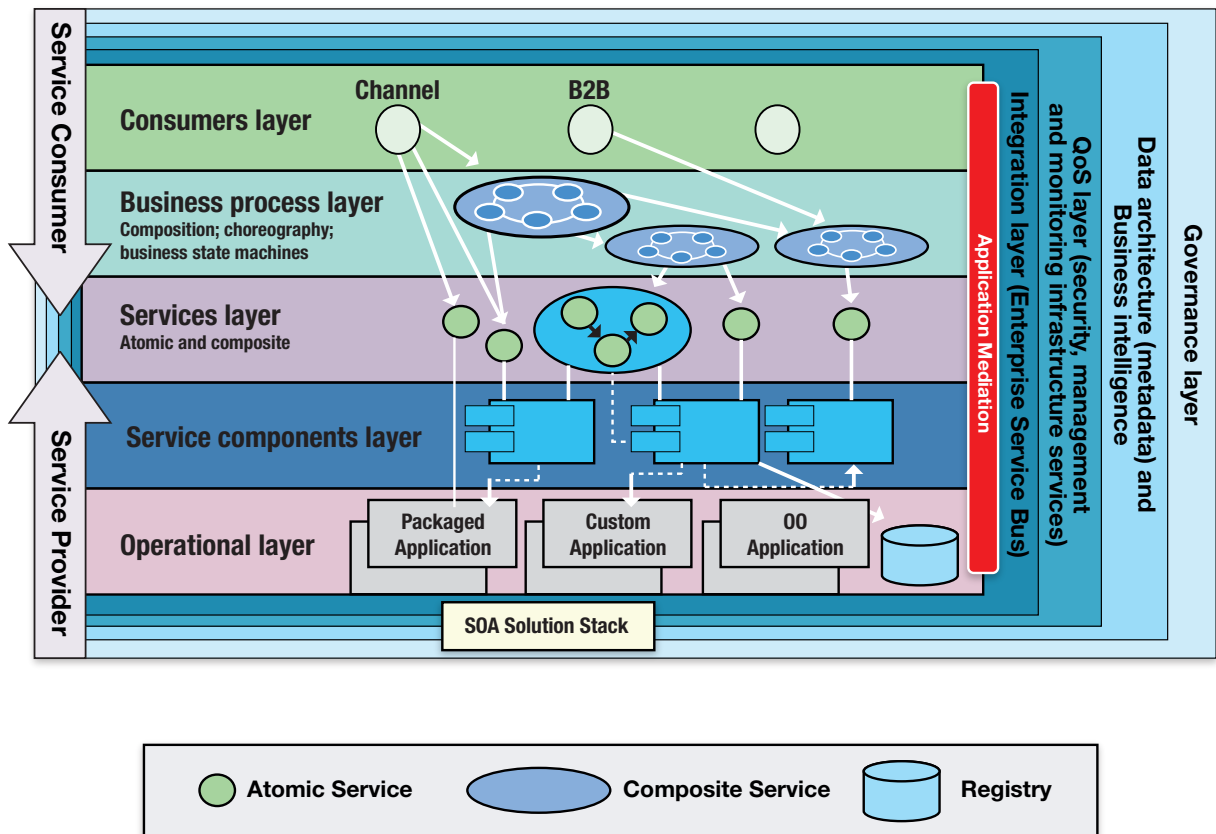 Service Consumer
Service Provider
Channel
B2B
Consumers layer
Business process layer
Composition; choreography;
business state machines
Services layer
Atomic and composite
Service components layer
Operational layer
Packaged
Application
Custom
Application
OO
Application
SOA Solution Stack
Application Mediation
Integration layer (Enterprise Service Bus)
QoS layer (security, management
and monitoring infrastructure services)
Data architecture (metadata) and
Business intelligence
Governance layer
Atomic Service
Composite Service
Registry